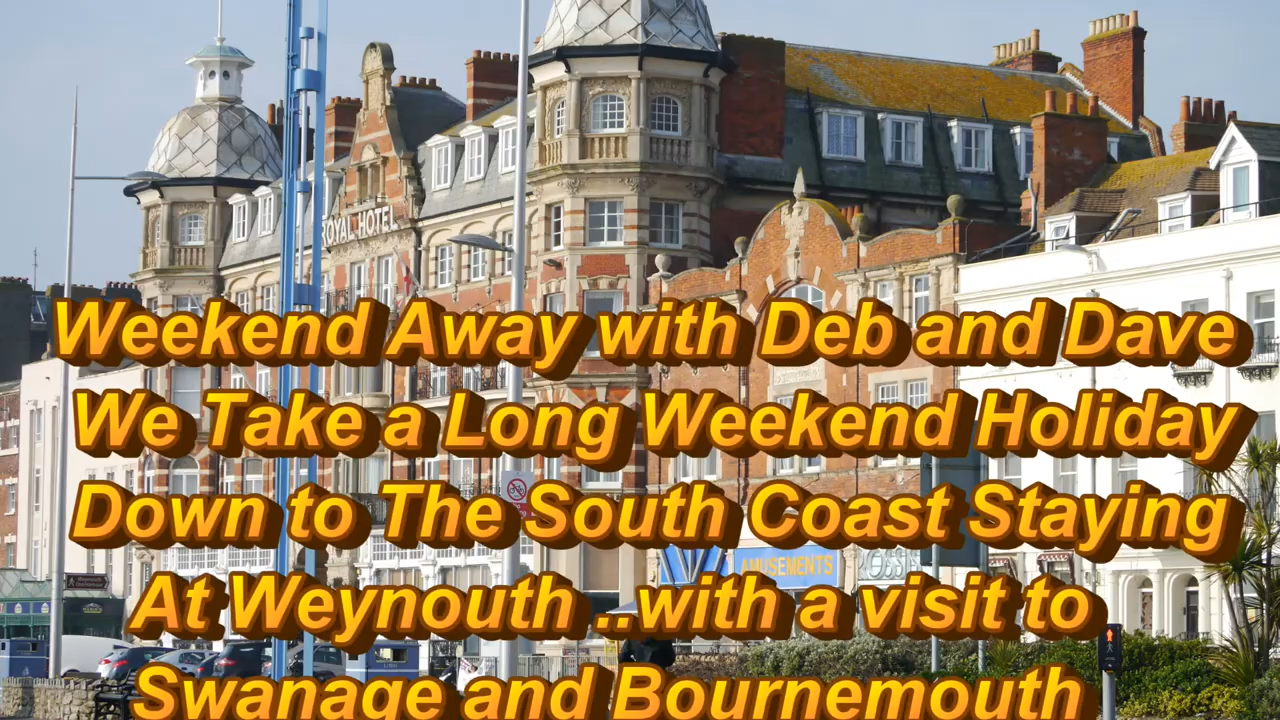 ROYAL HOTEL
Weekend Away with Deb and Dave
We Take a Long Weekend Holiday
Down to The South Coast Staying
AMUSEMENTS
At Weynouth ..with a visit to
Swanage and Bournemouth